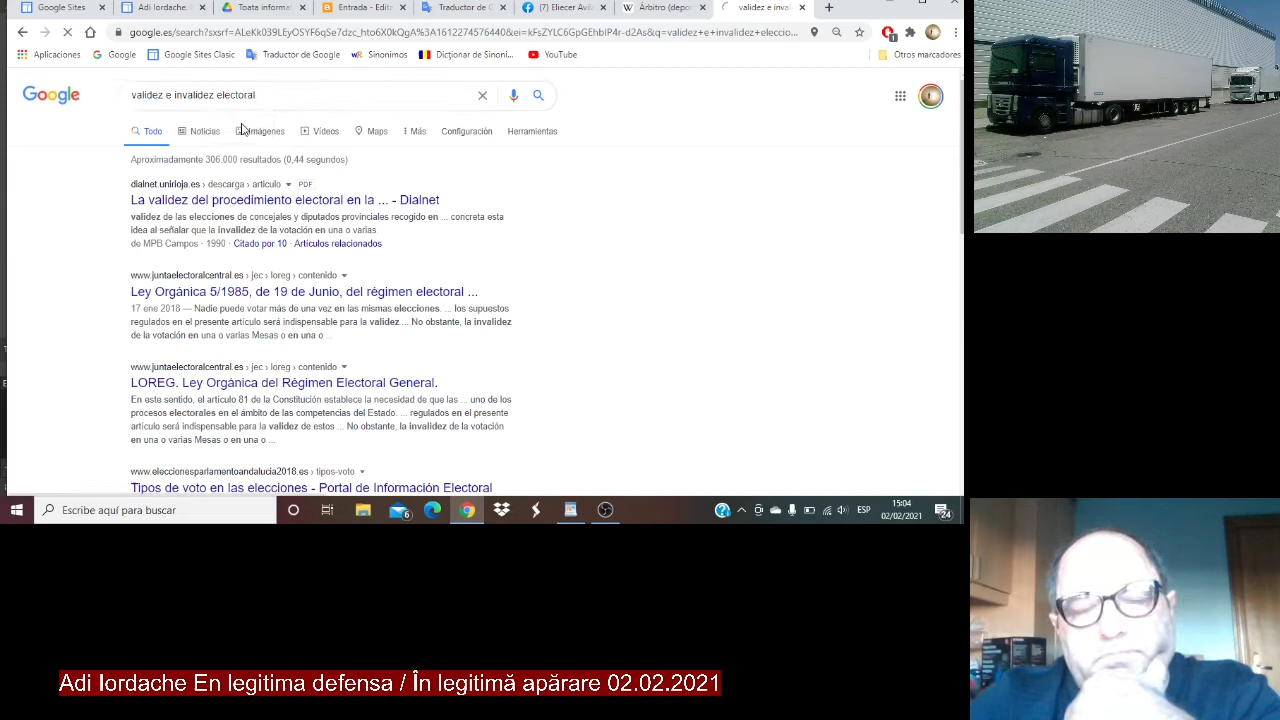 Google Sites
Adi Iordache.
Toata informat
Entrada - Edita
Traductor de G
(7) Eliecer Avila
Árbitro (depor
validez e invali
google.es/search?sxsrf=ALeKk039LEyOSYF6qSe7dzc_hto6X0kQgA%3A1612274576440&ei=kFsZYLC6GpGEhbIP4r-d2As&q=validez+e+invalidez+eleccio...
Aplicaciones
Google
Google Sites Clasic
Traductor de Google
Sinonimos
Dicționar de Sinoni...
YouTube
Otros marcadores
Google
validez e invalidez electoral
Todo
Noticias
Imágenes
Vídeos
Maps
Más
Configuración
Herramientas
Aproximadamente 306.000 resultados (0,44 segundos)
dialnet.unirioja.es › descarga › articulo PDF
La validez del procedimiento electoral en la ... - Dialnet
validez de las elecciones de concejales y diputados provinciales recogido en ... concreta esta
idea al señalar que la invalidez de la votación en una o varias.
de MPB Campos · 1990 · Citado por 10 · Artículos relacionados
www.juntaelectoralcentral.es › jec › loreg › contenido
Ley Orgánica 5/1985, de 19 de Junio, del régimen electoral ...
17 ene 2018 — Nadie puede votar más de una vez en las mismas elecciones. ... los supuestos
regulados en el presente artículo será indispensable para la validez ... No obstante, la invalidez
de la votación en una o varias Mesas o en una o ...
www.juntaelectoralcentral.es › jec › loreg › contenido
LOREG. Ley Orgánica del Régimen Electoral General.
En este sentido, el artículo 81 de la Constitución establece la necesidad de que las ... uno de los
procesos electorales en el ámbito de las competencias del Estado. ... regulados en el presente
artículo será indispensable para la validez de estos ... No obstante, la invalidez de la votación
en una o varias Mesas o en una o ...
www.eleccionesparlamentoandalucia2018.es › tipos-voto
Tipos de voto en las elecciones - Portal de Información Electoral
Escribe aquí para buscar
6
ESP
15:04
02/02/2021
24
Adi Iordache En legitima defensa / În legitimă apărare 02.02.2021